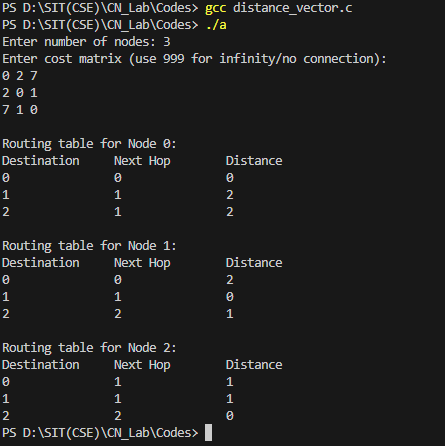 PS D:\SIT(CSE)\CN_Lab\Codes> gcc distance_vector.c
PS D:\SIT(CSE)\CN_Lab\Codes> ./a
Enter number of nodes: 3
Enter cost matrix (use 999 for infinity/no connection):
0 2 7
2 0 1
7 1 0
Routing table for Node 0:
Destination Next Hop Distance
0 0 0
1 1 2
2 1 2
Routing table for Node 1:
Destination Next Hop Distance
0 0 2
1 1 0
2 2 1
Routing table for Node 2:
Destination Next Hop Distance
0 1 1
1 1 1
2 2 0
PS D:\SIT(CSE)\CN_Lab\Codes>